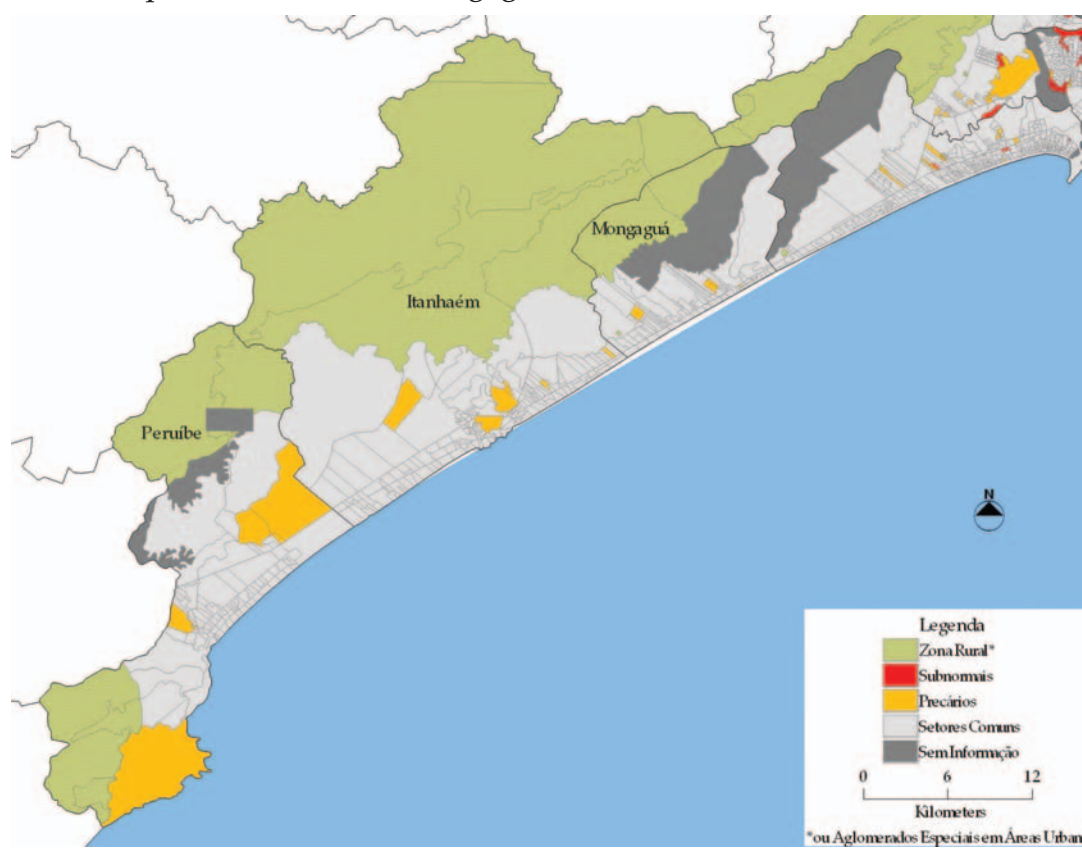 Mongaguá
Itanhaém
Peruíbe
N
Legenda
Zona Rural*
Subnormais
Precários
Setores Comuns
Sem Informação
0 6 12
Kilometers
*ou Aglomerados Especiais em Áreas Urban